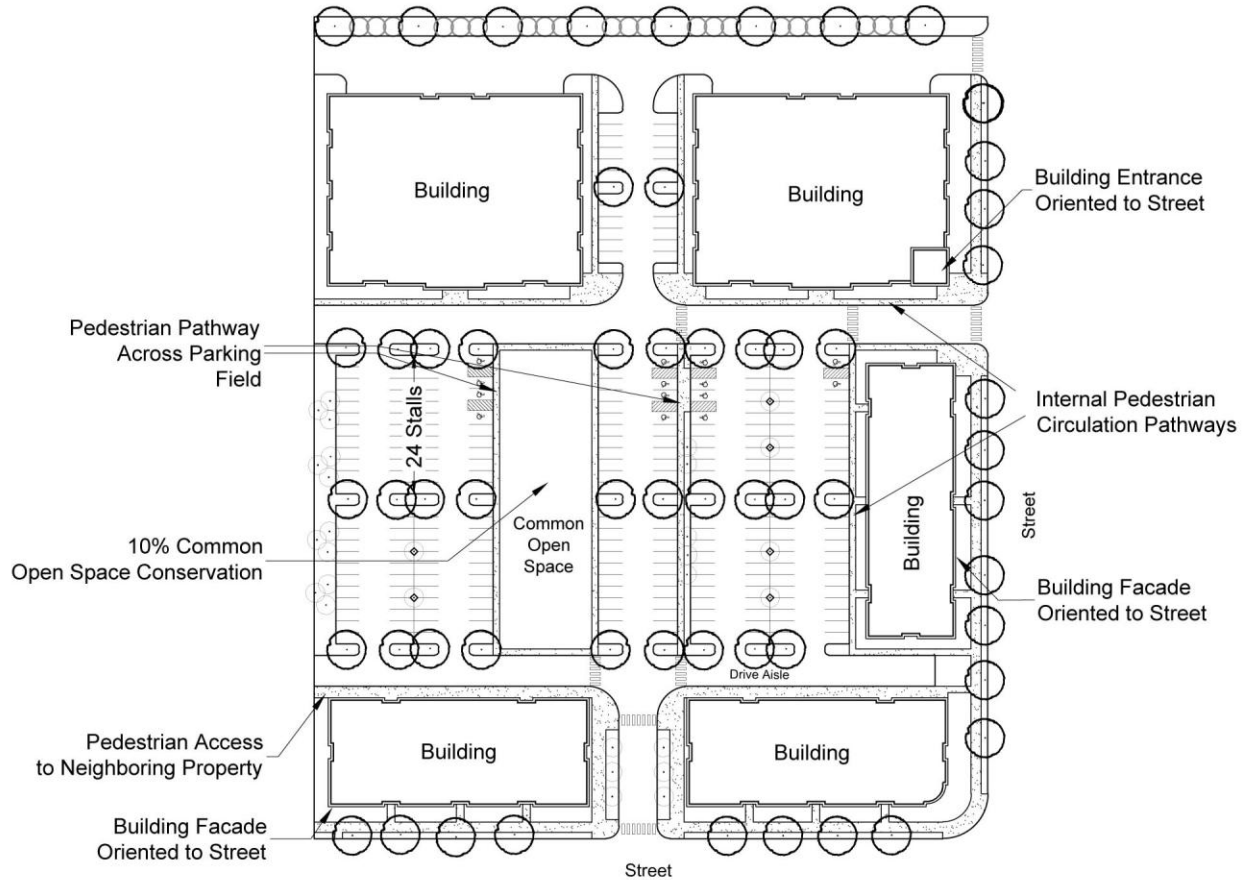 Building
Building
Building Entrance
Oriented to Street
Pedestrian Pathway
Across Parking
Field
24 Stalls
Internal Pedestrian
Circulation Pathways
Common
Open
Space
Building
Street
10% Common
Open Space Conservation
Building Facade
Oriented to Street
Drive Aisle
Pedestrian Access
to Neighboring Property
Building
Building
Building Facade
Oriented to Street
Street